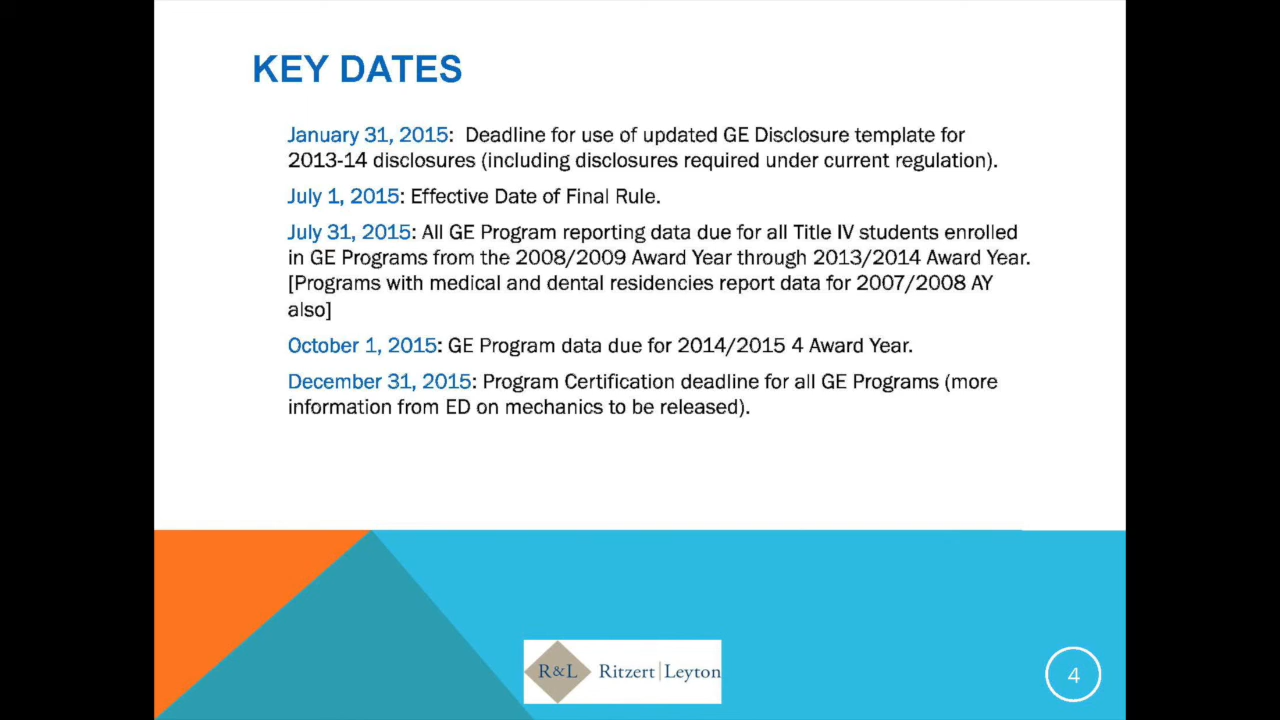 KEY DATES
January 31, 2015:  Deadline for use of updated GE Disclosure template for
2013-14 disclosures (including disclosures required under current regulation).
July 1, 2015: Effective Date of Final Rule.
July 31, 2015: All GE Program reporting data due for all Title IV students enrolled
in GE Programs from the 2008/2009 Award Year through 2013/2014 Award Year.
[Programs with medical and dental residencies report data for 2007/2008 AY
also]
October 1, 2015: GE Program data due for 2014/2015 4 Award Year.
December 31, 2015: Program Certification deadline for all GE Programs (more
information from ED on mechanics to be released).
R&L Ritzert|Leyton
4